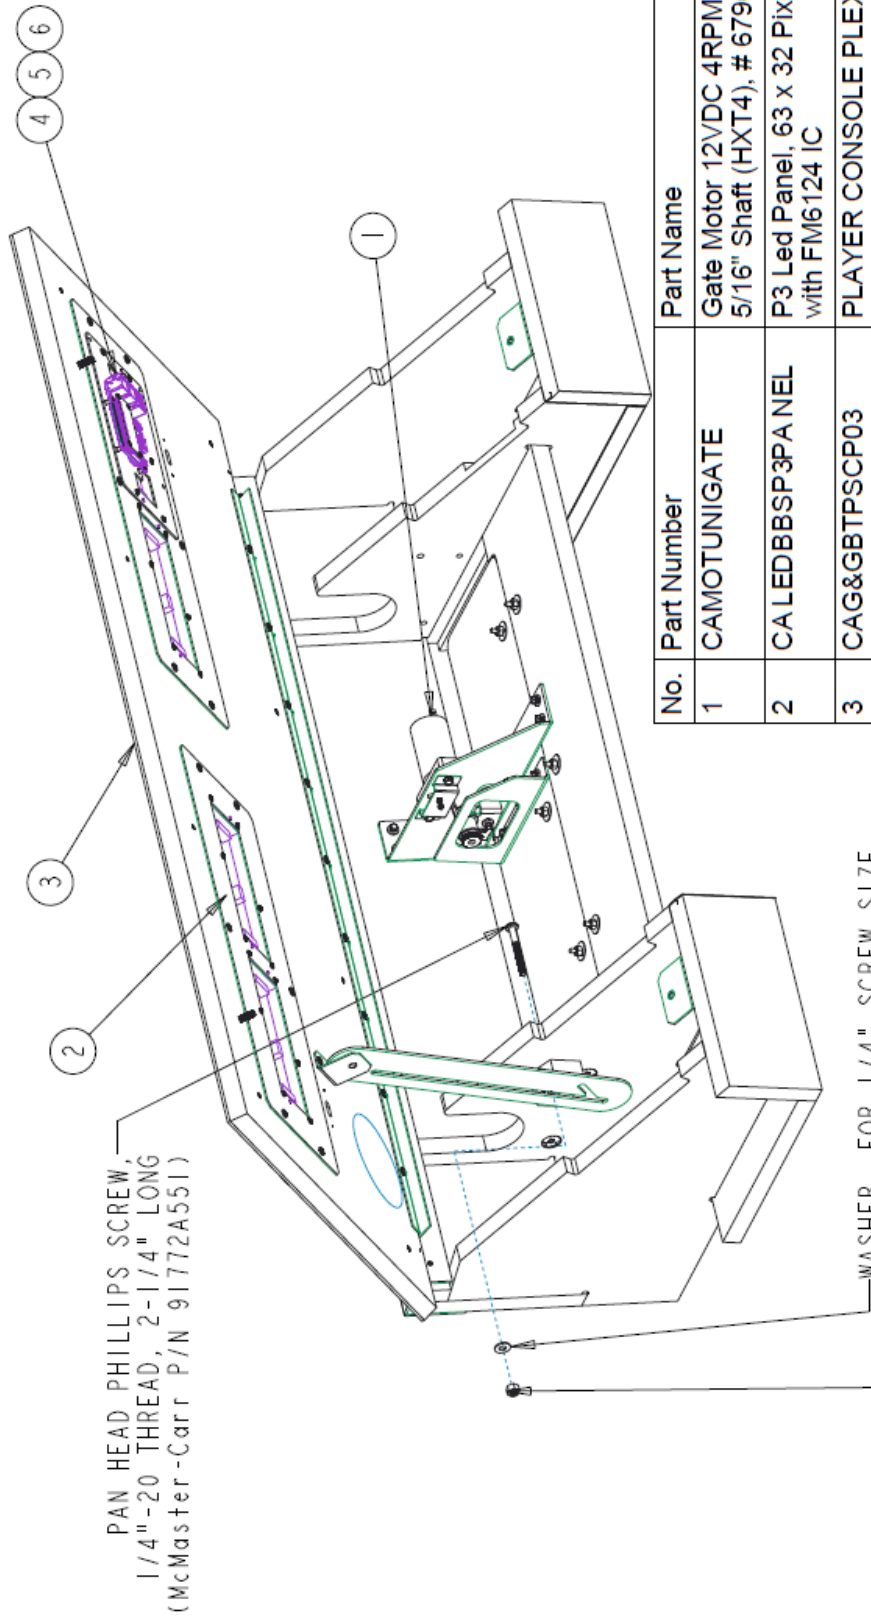 4 5 6
1
3
2
PAN HEAD PHILLIPS SCREW,
1/4"-20 THREAD, 2-1/4" LONG
(McMaster-Carr P/N 91772A551)
WASHER FOR 1/4" SCREW SIZE
No. Part Number Part Name
1 CAMOTUNIGATE Gate Motor 12VDC 4RPM
5/16" Shaft (HXT4), # 679
2 CALEDBBSP3PANEL P3 Led Panel, 63 x 32 Pix
with FM6124 IC
3 CAG&GBTPSCP03 PLAYER CONSOLE PLEX